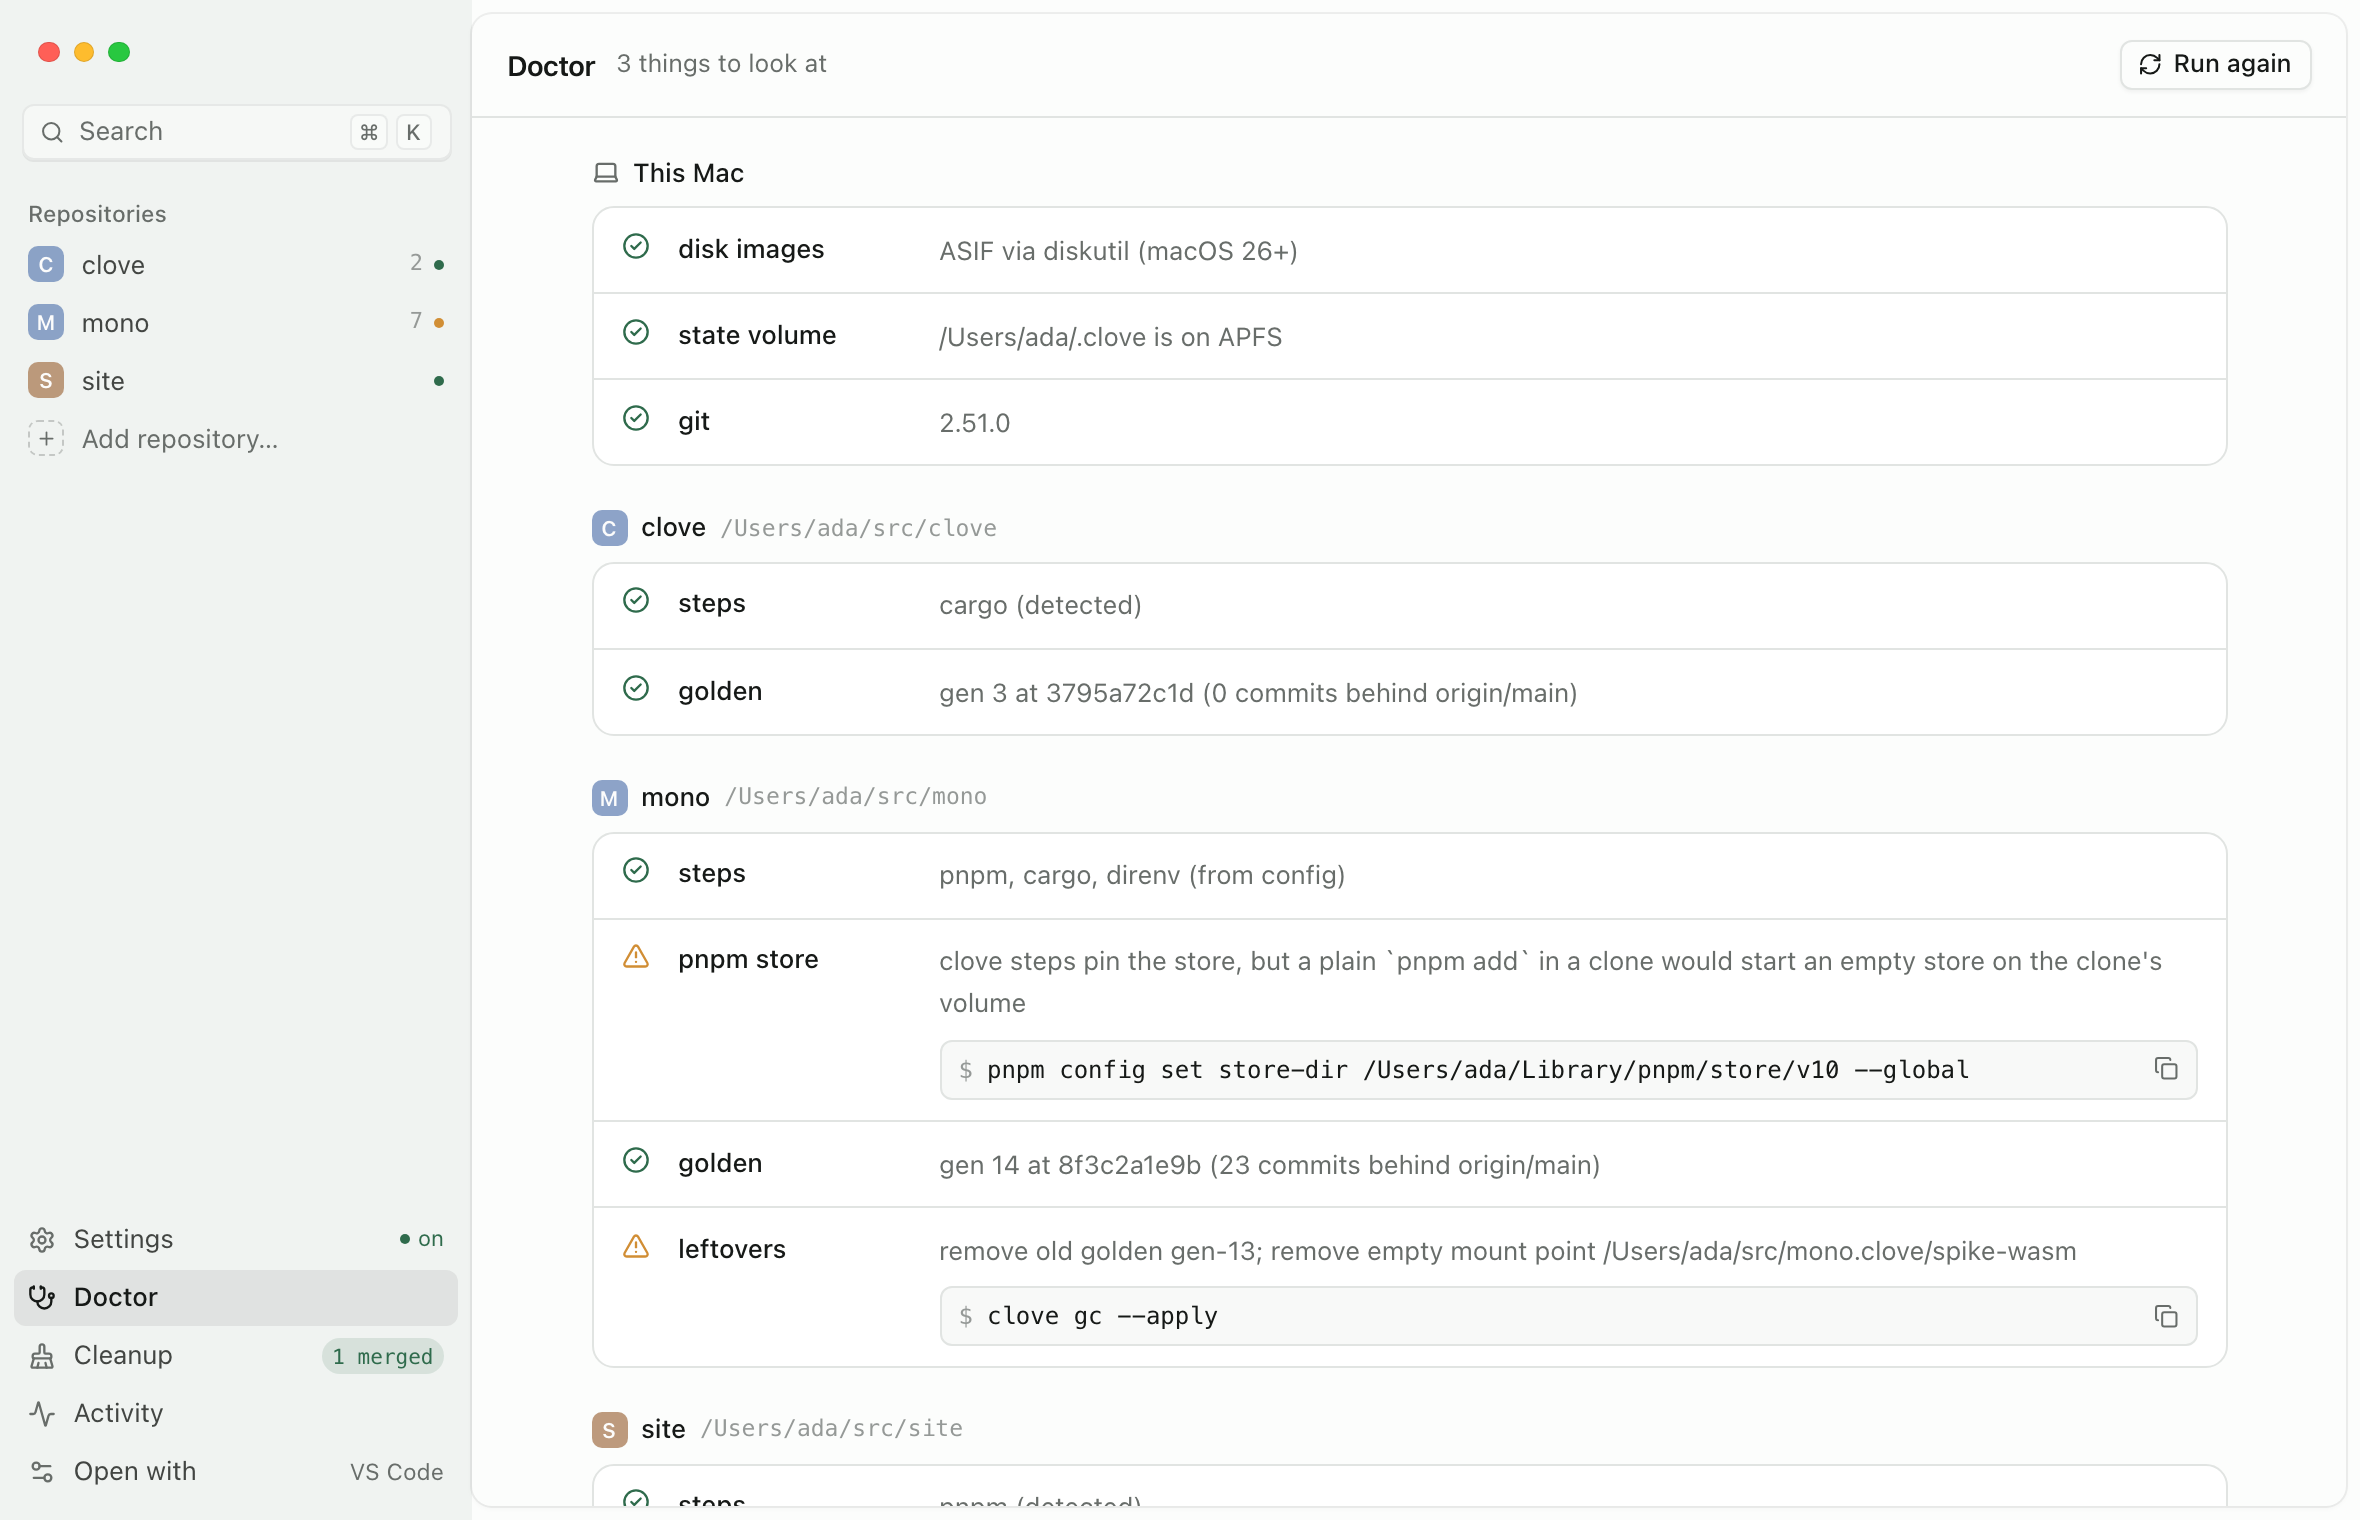 Search ⌘ K
Repositories
C clove 2
M mono 7
S site
+ Add repository...
Settings on
Doctor
Cleanup 1 merged
Activity
Open with VS Code
Doctor 3 things to look at
Run again
This Mac
disk images ASIF via diskutil (macOS 26+)
state volume /Users/ada/.clove is on APFS
git 2.51.0
C clove /Users/ada/src/clove
steps cargo (detected)
golden gen 3 at 3795a72c1d (0 commits behind origin/main)
M mono /Users/ada/src/mono
steps pnpm, cargo, direnv (from config)
pnpm store clove steps pin the store, but a plain `pnpm add` in a clone would start an empty store on the clone's
volume
$ pnpm config set store-dir /Users/ada/Library/pnpm/store/v10 --global
golden gen 14 at 8f3c2a1e9b (23 commits behind origin/main)
leftovers remove old golden gen-13; remove empty mount point /Users/ada/src/mono.clove/spike-wasm
$ clove gc --apply
S site /Users/ada/src/site
steps pnpm (detected)